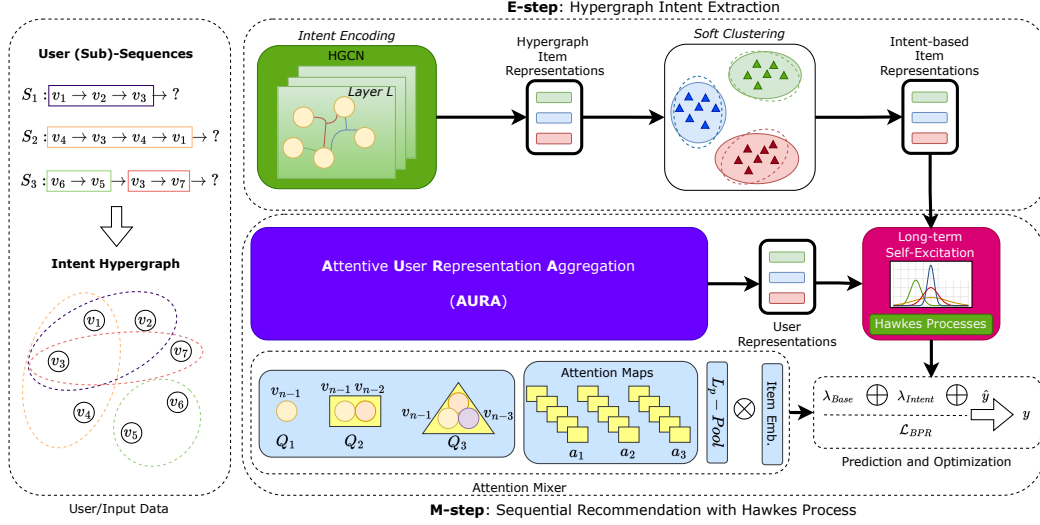 E-step: Hypergraph Intent Extraction
User (Sub)-Sequences
S₁ : v₁ → v₂ → v₃ → ?
S₂ : v₄ → v₃ → v₄ → v₁ → ?
S₃ : v₆ → v₅ → v₃ → v₇ → ?
Intent Hypergraph
v₁
v₂
v₃
v₇
v₄
v₆
v₅
User/Input Data
Intent Encoding
HGCN
Layer L
Hypergraph
Item
Representations
Soft Clustering
Intent-based
Item
Representations
Attentive User Representation Aggregation
(AURA)
User
Representations
Long-term
Self-Excitation
Hawkes Processes
vₙ₋₁
Q₁
vₙ₋₁ vₙ₋₂
Q₂
vₙ₋₁
vₙ₋₃
Q₃
Attention Maps
a₁
a₂
a₃
Lₚ − Pool
⊗
Item Emb.
Attention Mixer
λ_Base ⊕ λ_Intent ⊕ ŷ
y
ℒ_BPR
Prediction and Optimization
M-step: Sequential Recommendation with Hawkes Process